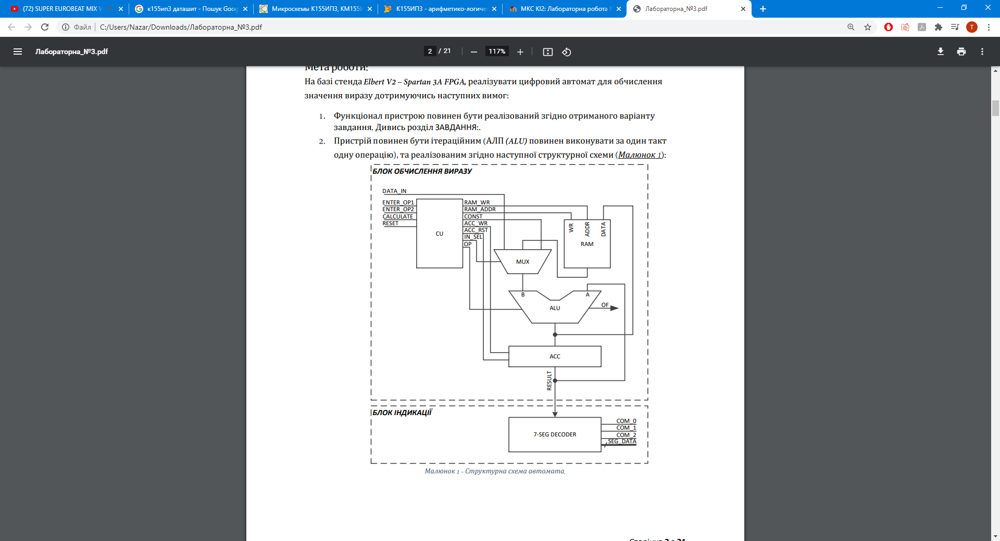 (72) SUPER EUROBEAT MIX V
к155ип3 даташит - Пошук Goog
Микросхемы К155ИП3, КМ155И
К155ИП3 - арифметико-логиче
МКС КІ2: Лабораторна робота №
Лабораторна_№3.pdf
Файл
C:/Users/Nazar/Downloads/Лабораторна_№3.pdf
T
Лабораторна_№3.pdf
2 / 21
117%
Мета роботи:
На базі стенда Elbert V2 – Spartan 3A FPGA, реалізувати цифровий автомат для обчислення
значення виразу дотримуючись наступних вимог:
1. Функціонал пристрою повинен бути реалізований згідно отриманого варіанту
завдання. Дивись розділ ЗАВДАННЯ:.
2. Пристрій повинен бути ітераційним (АЛП (ALU) повинен виконувати за один такт
одну операцію), та реалізованим згідно наступної структурної схеми (Малюнок 1):
БЛОК ОБЧИСЛЕННЯ ВИРАЗУ
DATA_IN
ENTER_OP1
ENTER_OP2
CALCULATE
RESET
CU
RAM_WR
RAM_ADDR
CONST
ACC_WR
ACC_RST
IN_SEL
OP
WR
ADDR
DATA
RAM
MUX
B
A
ALU
OF
ACC
RESULT
БЛОК ІНДИКАЦІЇ
7-SEG DECODER
COM_0
COM_1
COM_2
SEG_DATA
Малюнок 1 - Структурна схема автомата.
Сторінка 2 з 21